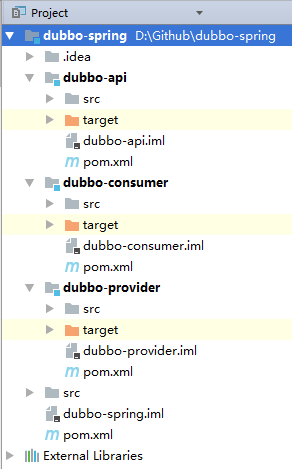 Project
dubbo-spring D:\Github\dubbo-spring
.idea
dubbo-api
src
target
dubbo-api.iml
pom.xml
dubbo-consumer
src
target
dubbo-consumer.iml
pom.xml
dubbo-provider
src
target
dubbo-provider.iml
pom.xml
src
dubbo-spring.iml
pom.xml
External Libraries